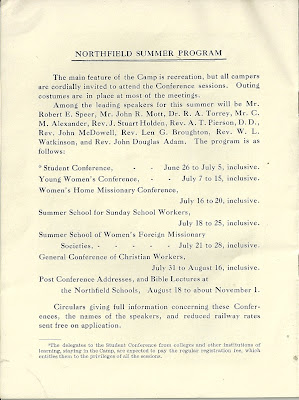 NORTHFIELD SUMMER PROGRAM
The main feature of the Camp is recreation, but all campers
are cordially invited to attend the Conference sessions. Outing
costumes are in place at most of the meetings.
Among the leading speakers for this summer will be Mr.
Robert E. Speer, Mr. John R. Mott, Dr. R. A. Torrey, Mr. C.
M. Alexander, Rev. J. Stuart Holden, Rev. A. T. Pierson, D. D.,
Rev. John McDowell, Rev. Len G. Broughton, Rev. W. L.
Watkinson, and Rev. John Douglas Adam. The program is as
follows:
*Student Conference, - - - June 26 to July 5, inclusive.
Young Women's Conference, - - July 7 to 15, inclusive.
Women's Home Missionary Conference,
July 16 to 20, inclusive.
Summer School for Sunday School Workers,
July 18 to 25, inclusive.
Summer School of Women's Foreign Missionary
Societies, - - - - July 21 to 28, inclusive.
General Conference of Christian Workers,
July 31 to August 16, inclusive.
Post Conference Addresses, and Bible Lectures at
the Northfield Schools, August 18 to about November 1.
Circulars giving full information concerning these Confer-
ences, the names of the speakers, and reduced railway rates
sent free on application.
*The delegates to the Student Conference from colleges and other institutions of
learning, staying in the Camp, are expected to pay the regular registration fee, which
entitles them to the privileges of all the sessions.